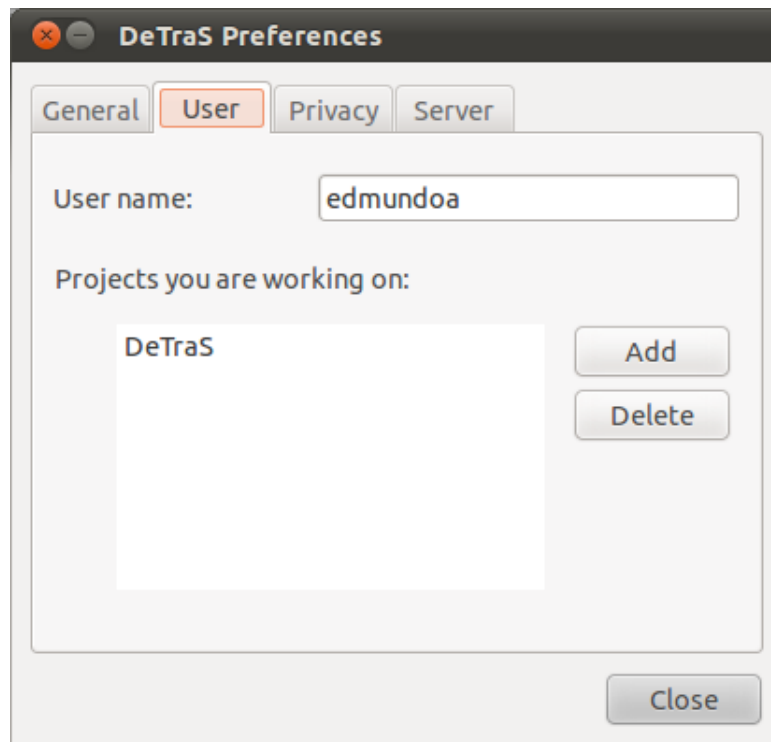 DeTraS Preferences
General User Privacy Server
User name: edmundoa
Projects you are working on:
DeTraS
Add
Delete
Close